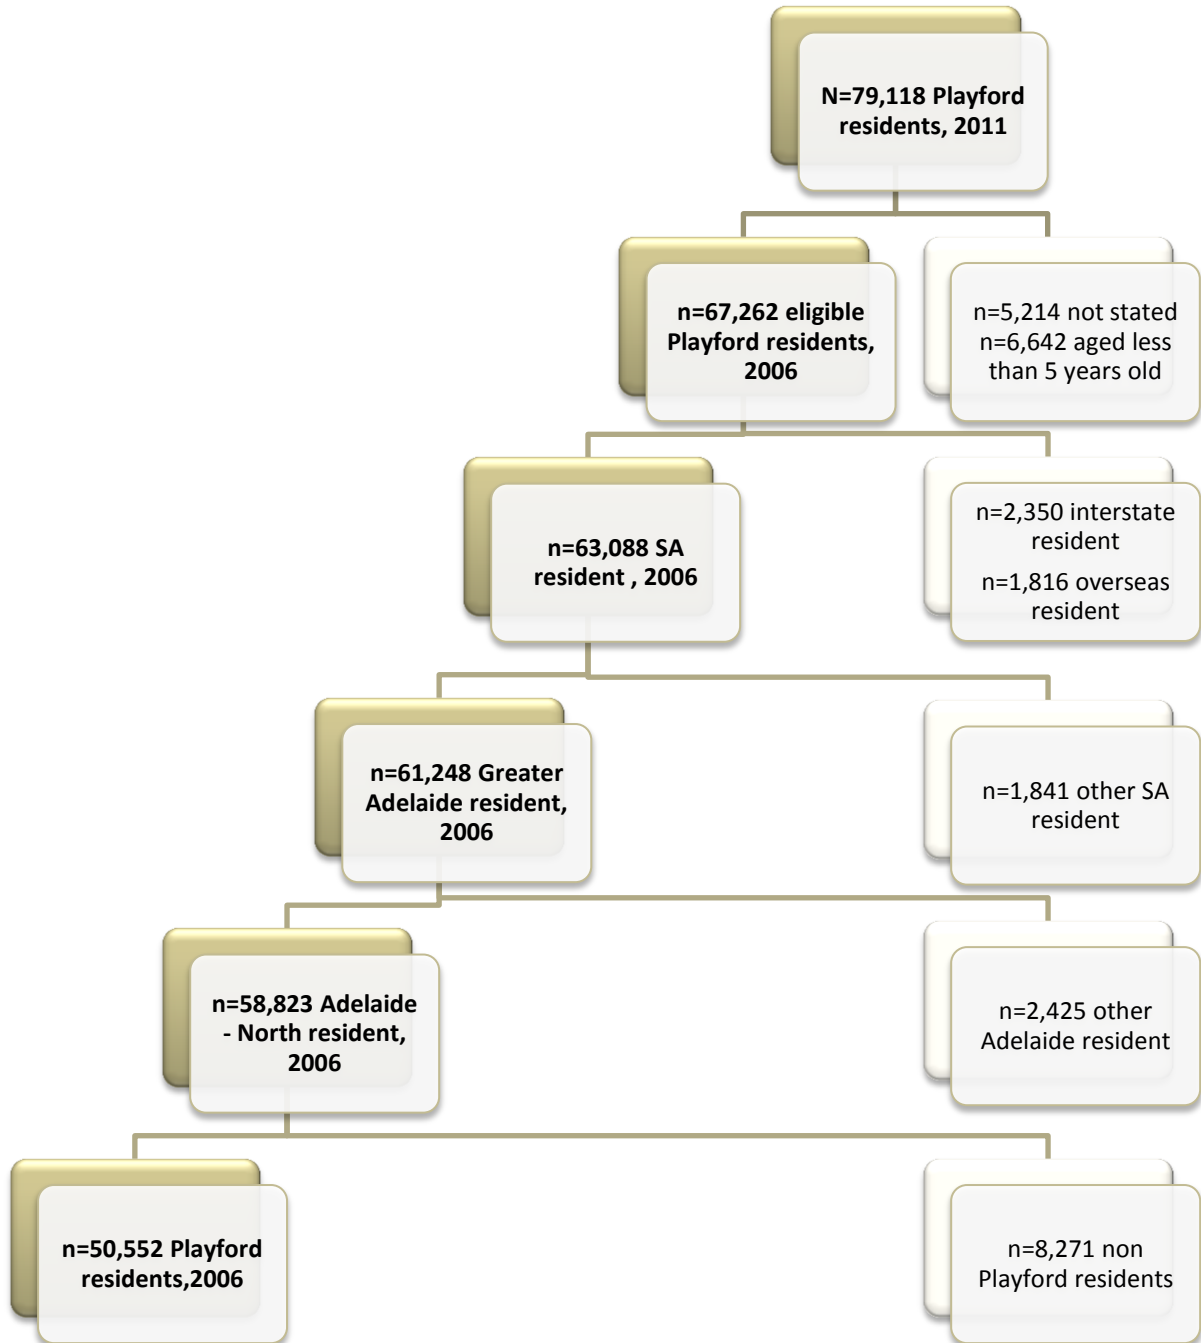 N=79,118 Playford
residents, 2011
n=67,262 eligible
Playford residents,
2006
n=5,214 not stated
n=6,642 aged less
than 5 years old
n=63,088 SA
resident , 2006
n=2,350 interstate
resident
n=1,816 overseas
resident
n=61,248 Greater
Adelaide resident,
2006
n=1,841 other SA
resident
n=58,823 Adelaide
- North resident,
2006
n=2,425 other
Adelaide resident
n=50,552 Playford
residents,2006
n=8,271 non
Playford residents